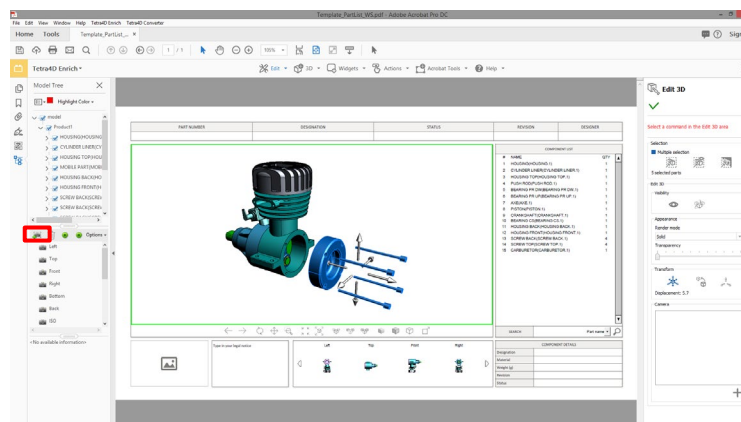 Template_PartList_WS.pdf - Adobe Acrobat Pro DC
File Edit View Window Help Tetra4D Enrich Tetra4D Converter
Home Tools Template_PartList_... × Sign
1 / 1 105%
Tetra4D Enrich Edit 3D Widgets Actions Acrobat Tools Help
Model Tree ×
Highlight Color
model
Product1
HOUSING(HOUSING
CYLINDER LINER(CY
HOUSING TOP(HOU
MOBILE PART(MOBI
HOUSING BACK(HO
HOUSING FRONT(H
SCREW BACK(SCREW
SCREW BACK(SCREW
Options
Left
Top
Front
Right
Bottom
Back
ISO
<No available information>
PART NUMBER DESIGNATION STATUS REVISION DESIGNER
COMPONENT LIST
# NAME QTY
1 HOUSING(HOUSING.1) 1
2 CYLINDER LINER(CYLINDER LINER.1) 1
3 HOUSING TOP(HOUSING TOP.1) 1
4 PUSH ROD(PUSH ROD.1) 1
5 BEARING FR DW(BEARING FR DW.1) 1
6 BEARING FR UP(BEARING FR UP.1) 1
7 AXE(AXE.1) 1
8 PISTON(PISTON.1) 1
9 CRANKSHAFT(CRANKSHAFT.1) 1
10 BEARING CS(BEARING CS.1) 1
11 HOUSING BACK(HOUSING BACK.1) 1
12 HOUSING FRONT(HOUSING FRONT.1) 1
13 SCREW BACK(SCREW BACK.1) 4
14 SCREW TOP(SCREW TOP.1) 4
15 CARBURETOR(CARBURETOR.1) 1
SEARCH Part name
Type in your legal notice
Left Top Front Right
COMPONENT DETAILS
Designation
Material
Weight (g)
Revision
Status
Edit 3D
Select a command in the Edit 3D area
Selection
Multiple selection
5 selected parts
Edit 3D
Visibility
Appearance
Render mode
Solid
Transparency
Transform
Displacement: 5.7
Camera